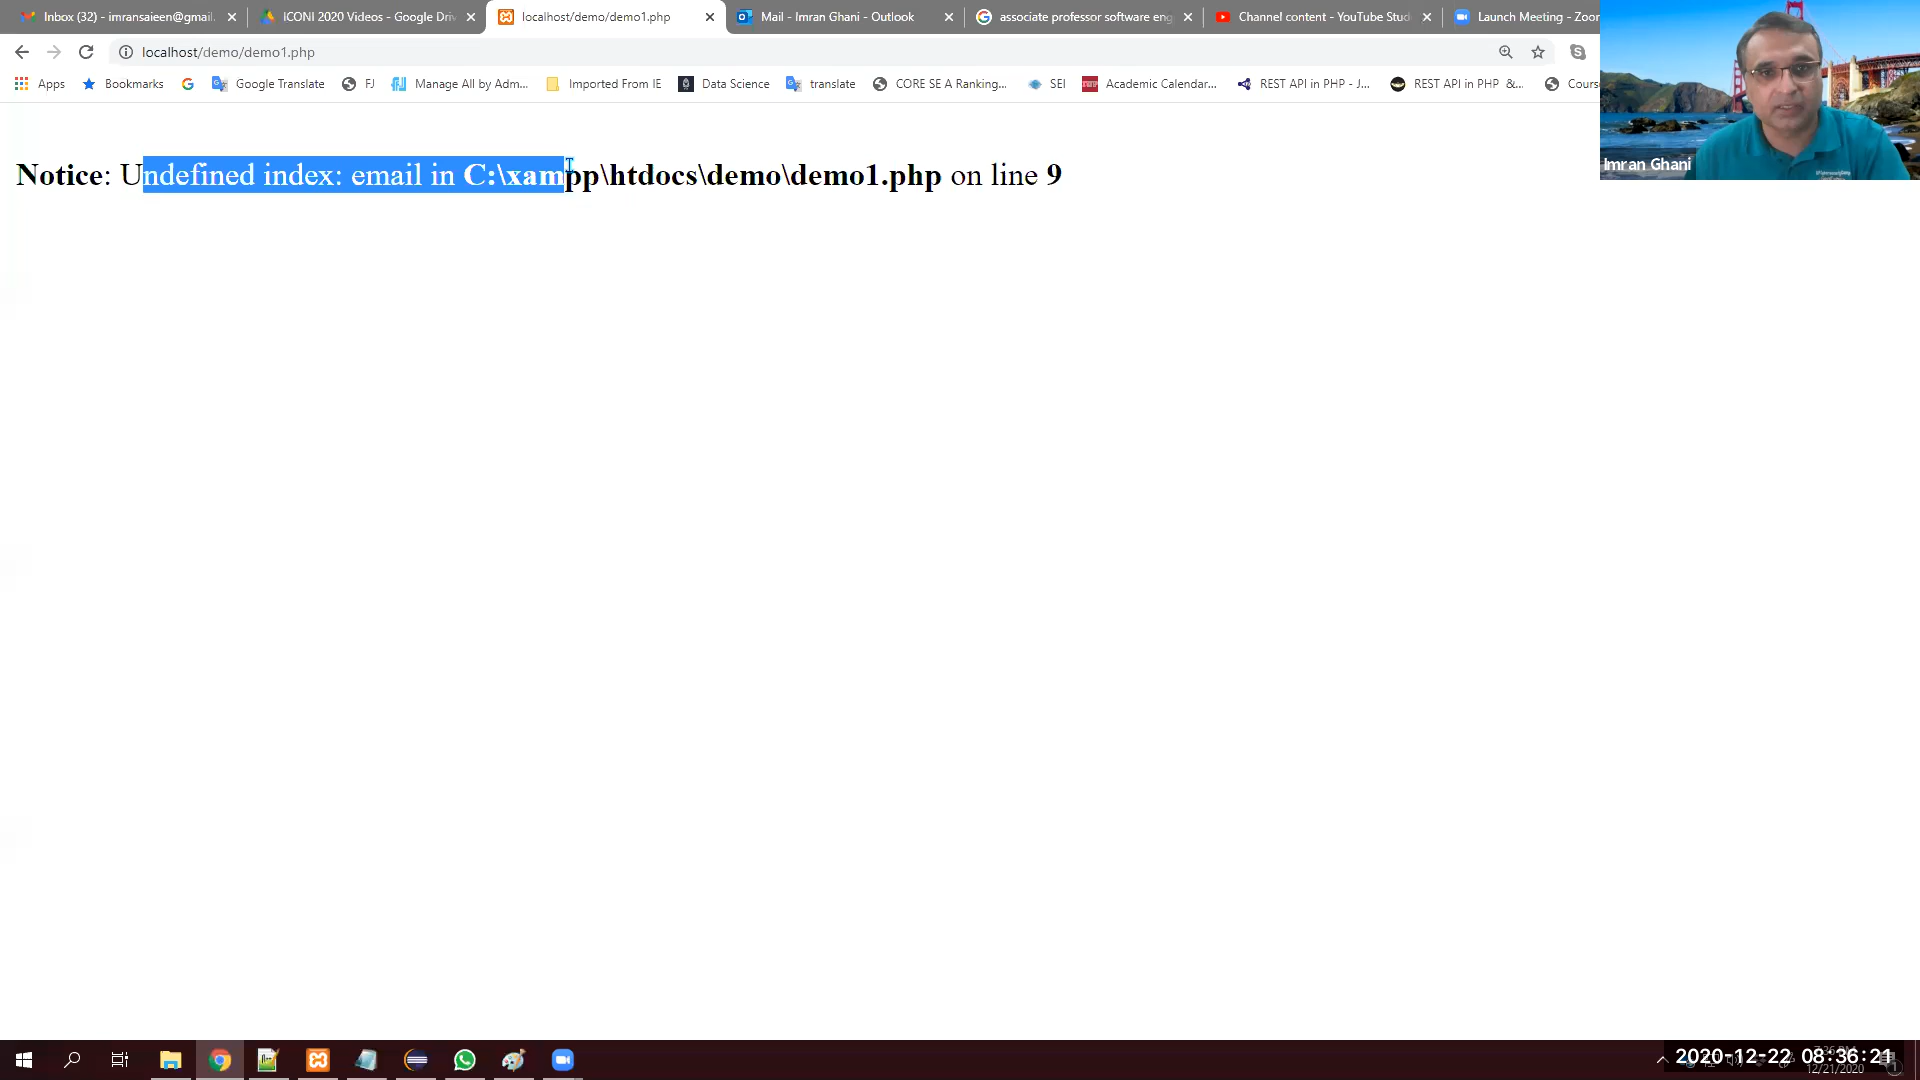 Inbox (32) - imransaieen@gmail.
ICONI 2020 Videos - Google Driv
localhost/demo/demo1.php
Mail - Imran Ghani - Outlook
associate professor software eng
Channel content - YouTube Stud
Launch Meeting - Zoor
localhost/demo/demo1.php
Apps
Bookmarks
Google Translate
FJ
Manage All by Adm...
Imported From IE
Data Science
translate
CORE SE A Ranking...
SEI
Academic Calendar...
REST API in PHP - J...
REST API in PHP &...
Cours
Imran Ghani
Notice: Undefined index: email in C:\xampp\htdocs\demo\demo1.php on line 9
2020-12-22 08:36:21
12/21/2020